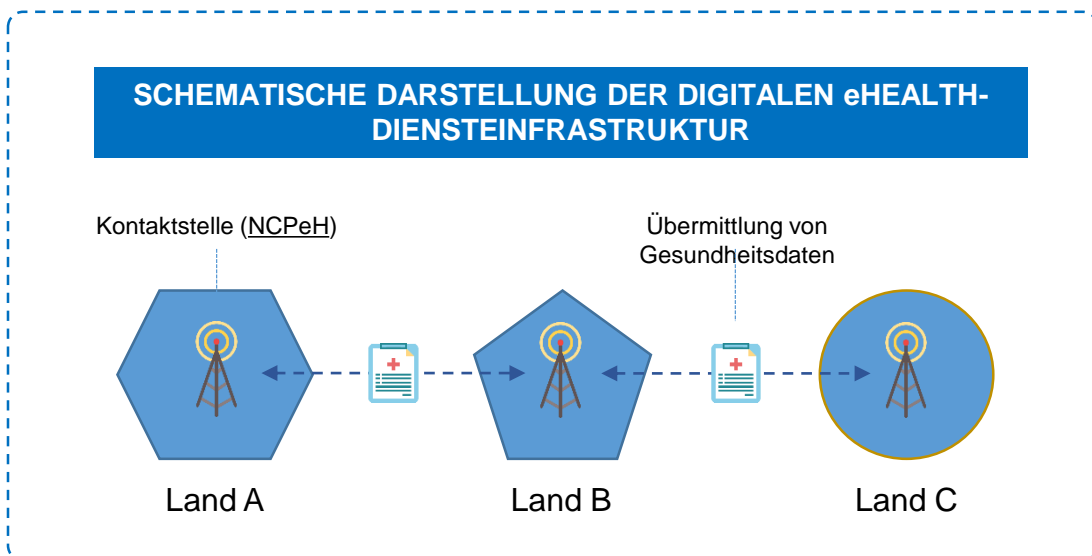 SCHEMATISCHE DARSTELLUNG DER DIGITALEN eHEALTH-
DIENSTEINFRASTRUKTUR
Kontaktstelle (NCPeH)
Übermittlung von
Gesundheitsdaten
Land A
Land B
Land C